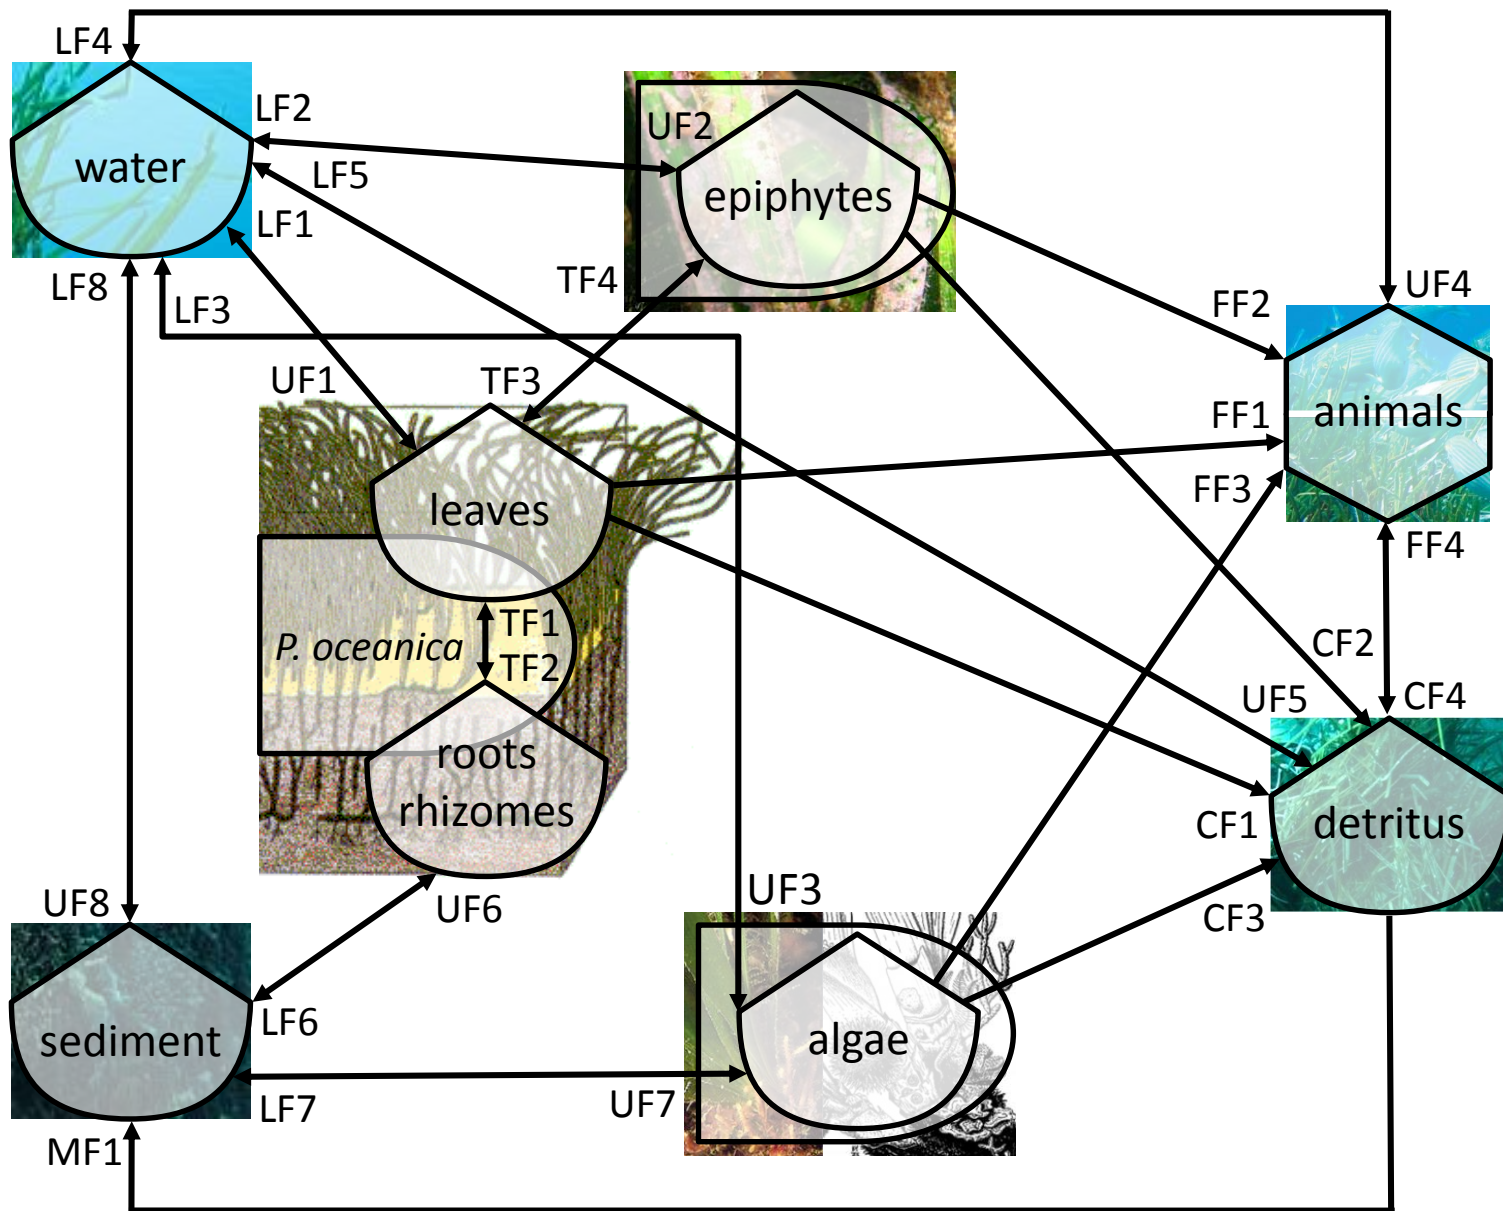 LF4
LF2
UF2
water
LF5
epiphytes
LF1
TF4
LF8
LF3
FF2
UF4
UF1
TF3
FF1
animals
FF3
leaves
FF4
TF1
P. oceanica
TF2
CF2
UF5
CF4
roots
rhizomes
CF1
detritus
UF8
UF6
UF3
CF3
LF6
sediment
algae
LF7
UF7
MF1